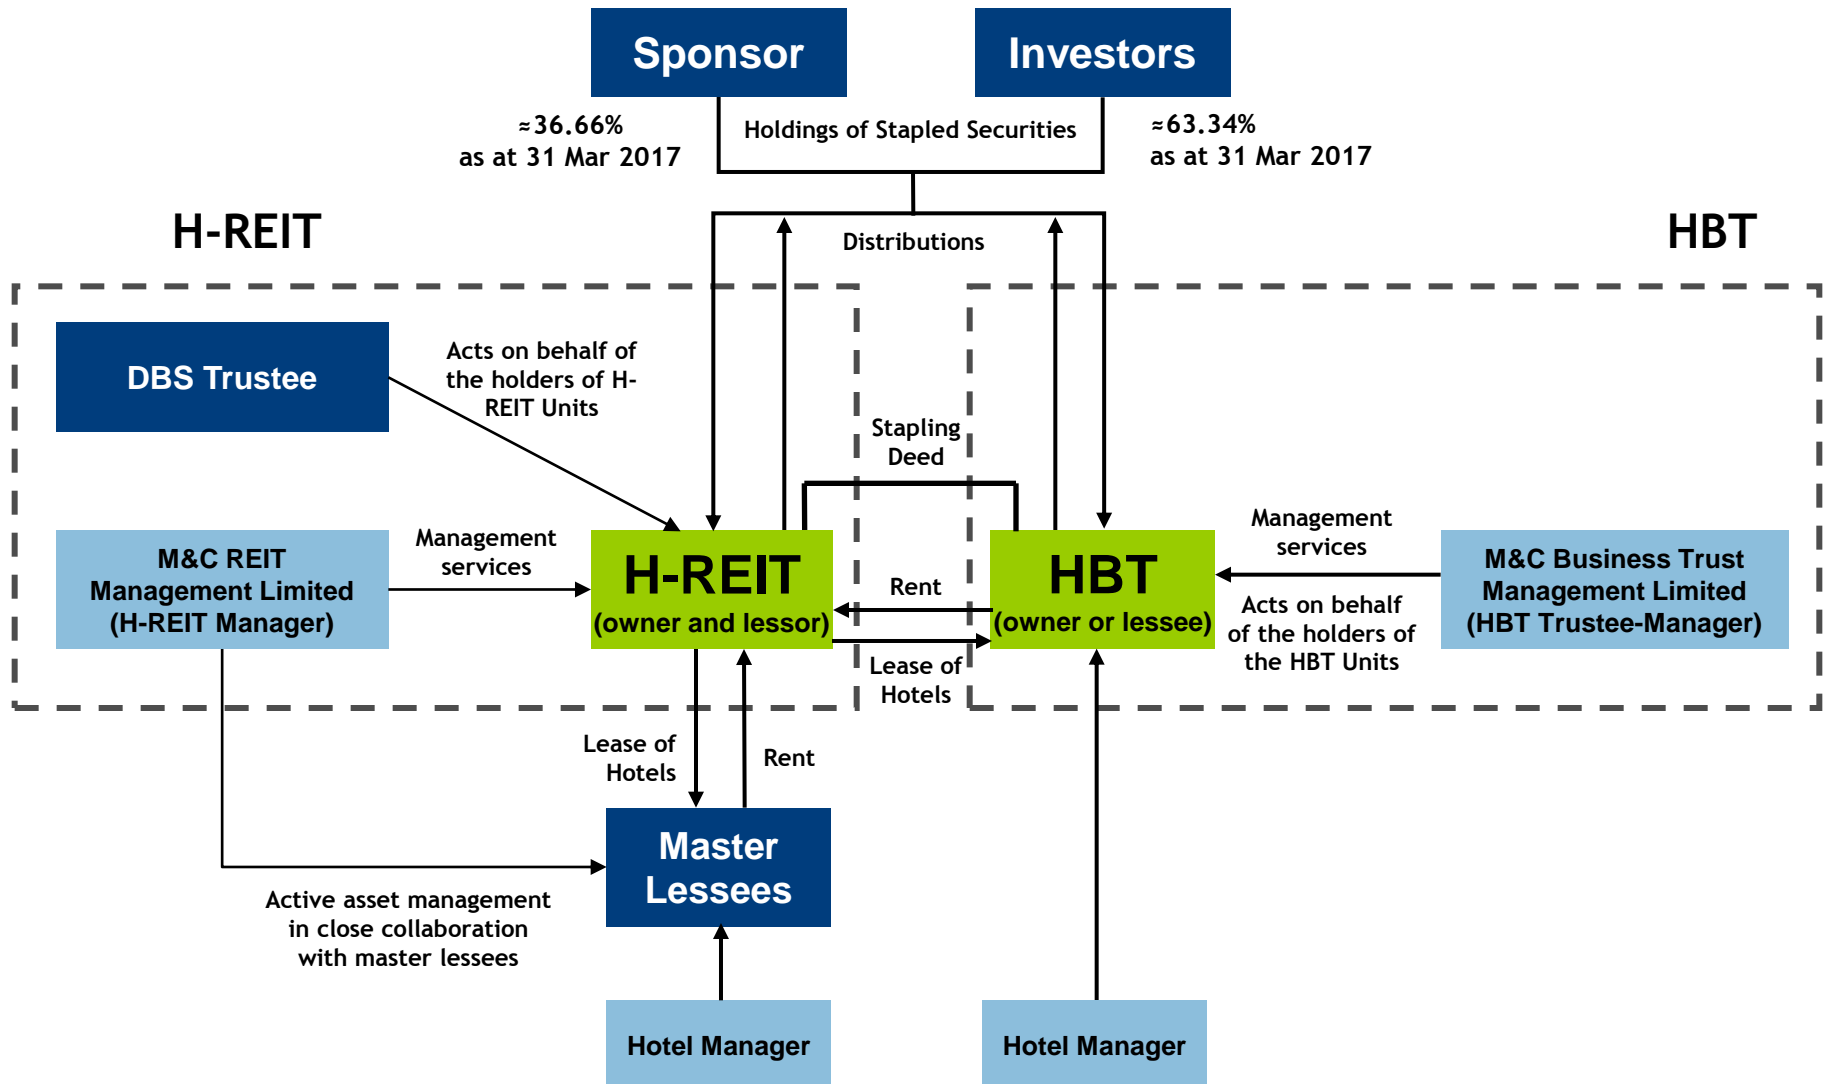 Sponsor
Investors
≈36.66%
as at 31 Mar 2017
Holdings of Stapled Securities
≈63.34%
as at 31 Mar 2017
H-REIT
HBT
Distributions
DBS Trustee
Acts on behalf of
the holders of H-
REIT Units
Stapling
Deed
M&C REIT
Management Limited
(H-REIT Manager)
Management
services
H-REIT
(owner and lessor)
Rent
Lease of
Hotels
HBT
(owner or lessee)
Management
services
Acts on behalf
of the holders of
the HBT Units
M&C Business Trust
Management Limited
(HBT Trustee-Manager)
Lease of
Hotels
Rent
Master
Lessees
Active asset management
in close collaboration
with master lessees
Hotel Manager
Hotel Manager